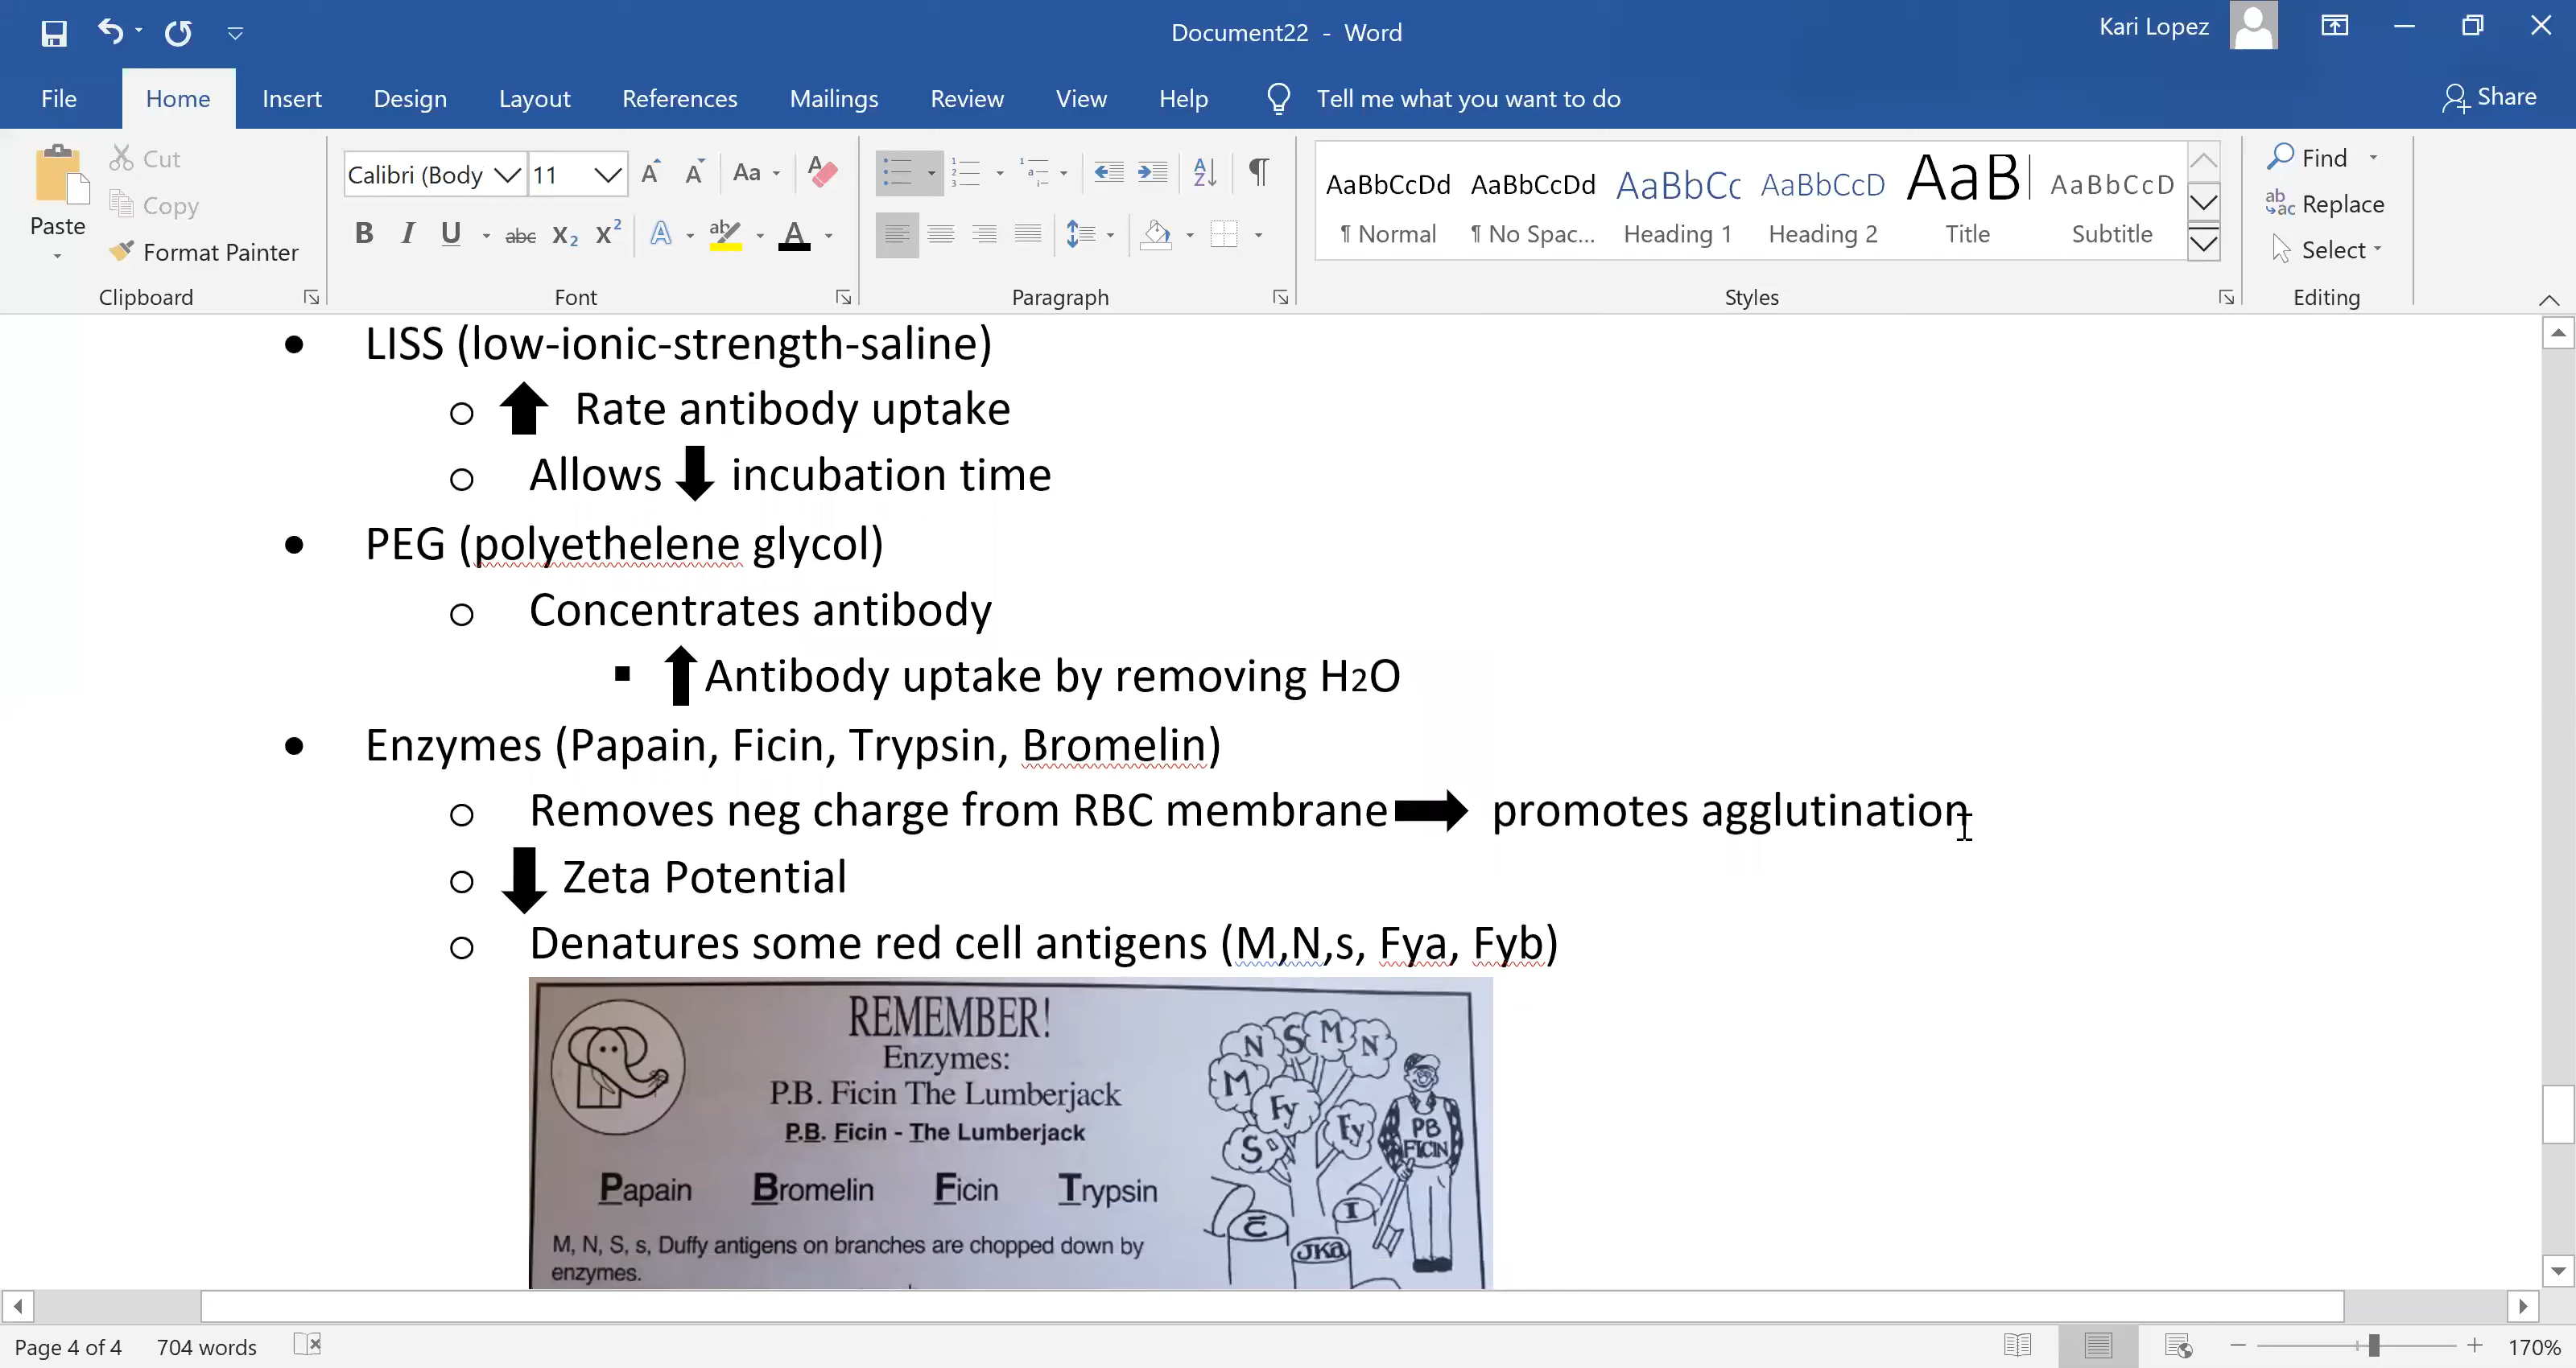 Document22 - Word
Kari Lopez
File Home Insert Design Layout References Mailings Review View Help Tell me what you want to do Share
Paste Cut Copy Format Painter
Clipboard
Calibri (Body 11
Font
Paragraph
AaBbCcDd AaBbCcDd AaBbCc AaBbCcD AaB AaBbCcD
¶ Normal ¶ No Spac... Heading 1 Heading 2 Title Subtitle
Styles
Find
Replace
Select
Editing
• LISS (low-ionic-strength-saline)
o ⬆ Rate antibody uptake
o Allows ⬇ incubation time
• PEG (polyethelene glycol)
o Concentrates antibody
▪ ⬆ Antibody uptake by removing H2O
• Enzymes (Papain, Ficin, Trypsin, Bromelin)
o Removes neg charge from RBC membrane ➡ promotes agglutination
o ⬇ Zeta Potential
o Denatures some red cell antigens (M,N,s, Fya, Fyb)
REMEMBER!
Enzymes:
P.B. Ficin The Lumberjack
P.B. Ficin - The Lumberjack
Papain Bromelin Ficin Trypsin
M, N, S, s, Duffy antigens on branches are chopped down by
enzymes.
N S M N
M
Fy Fy
S
PB
FICIN
C I
JKa
Page 4 of 4 704 words 170%